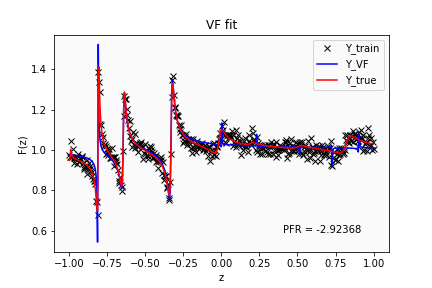 VF fit
Y_train
Y_VF
Y_true
F(z)
1.4
1.2
1.0
0.8
0.6
PFR = -2.92368
−1.00 −0.75 −0.50 −0.25 0.00 0.25 0.50 0.75 1.00
z